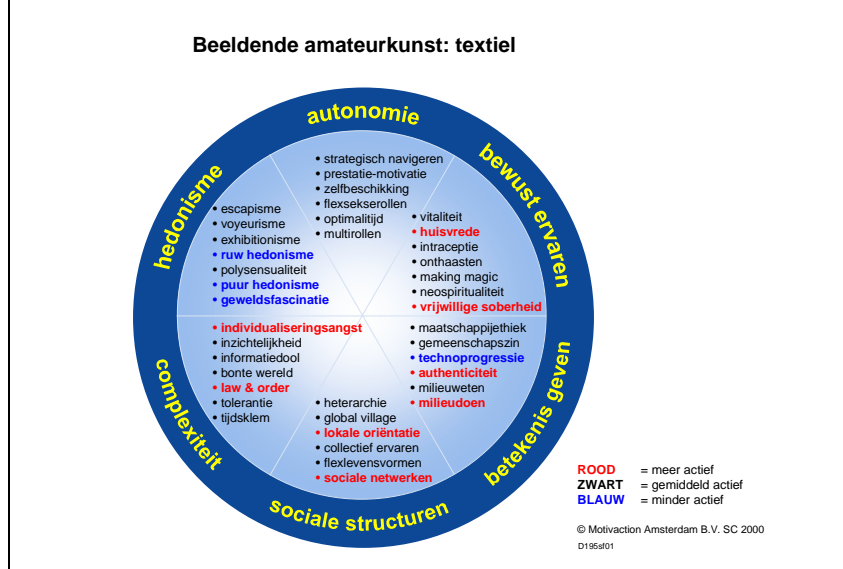 Beeldende amateurkunst: textiel
autonomie
• strategisch navigeren
• prestatie-motivatie
• zelfbeschikking
• flexsekserollen
• optimalitijd
• multirollen
bewust ervaren
• vitaliteit
• huisvrede
• intraceptie
• onthaasten
• making magic
• neospiritualiteit
• vrijwillige soberheid
betekenis geven
• maatschappijethiek
• gemeenschapszin
• technoprogressie
• authenticiteit
• milieuweten
• milieudoen
sociale structuren
• heterarchie
• global village
• lokale oriëntatie
• collectief ervaren
• flexlevensvormen
• sociale netwerken
complexiteit
• individualiseringsangst
• inzichtelijkheid
• informatiedool
• bonte wereld
• law & order
• tolerantie
• tijdsklem
hedonisme
• escapisme
• voyeurisme
• exhibitionisme
• ruw hedonisme
• polysensualiteit
• puur hedonisme
• geweldsfascinatie
ROOD = meer actief
ZWART = gemiddeld actief
BLAUW = minder actief
© Motivaction Amsterdam B.V. SC 2000
D195sf01